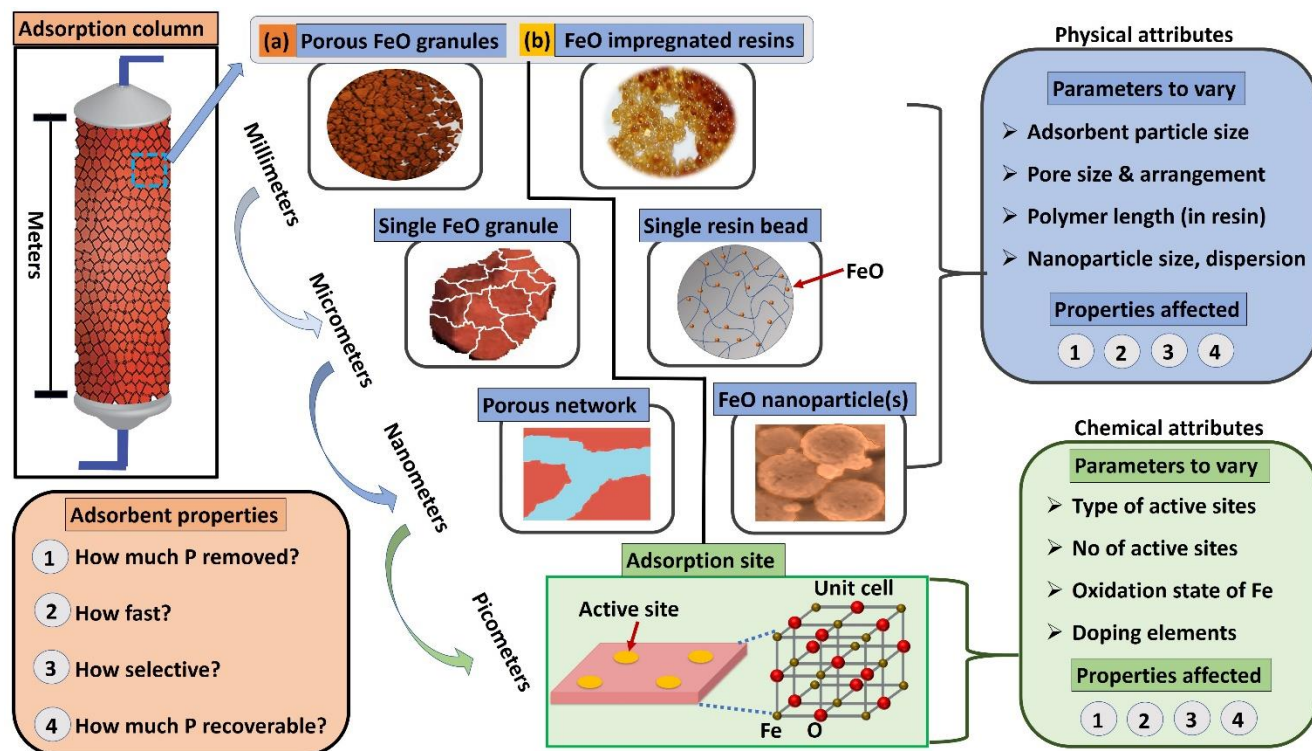 Adsorption column
Meters
(a) Porous FeO granules
(b) FeO impregnated resins
Millimeters
Single FeO granule
Single resin bead
FeO
Micrometers
Porous network
FeO nanoparticle(s)
Nanometers
Adsorption site
Active site
Unit cell
Fe O
Picometers
Adsorbent properties
1 How much P removed?
2 How fast?
3 How selective?
4 How much P recoverable?
Physical attributes
Parameters to vary
➢ Adsorbent particle size
➢ Pore size & arrangement
➢ Polymer length (in resin)
➢ Nanoparticle size, dispersion
Properties affected
1 2 3 4
Chemical attributes
Parameters to vary
➢ Type of active sites
➢ No of active sites
➢ Oxidation state of Fe
➢ Doping elements
Properties affected
1 2 3 4